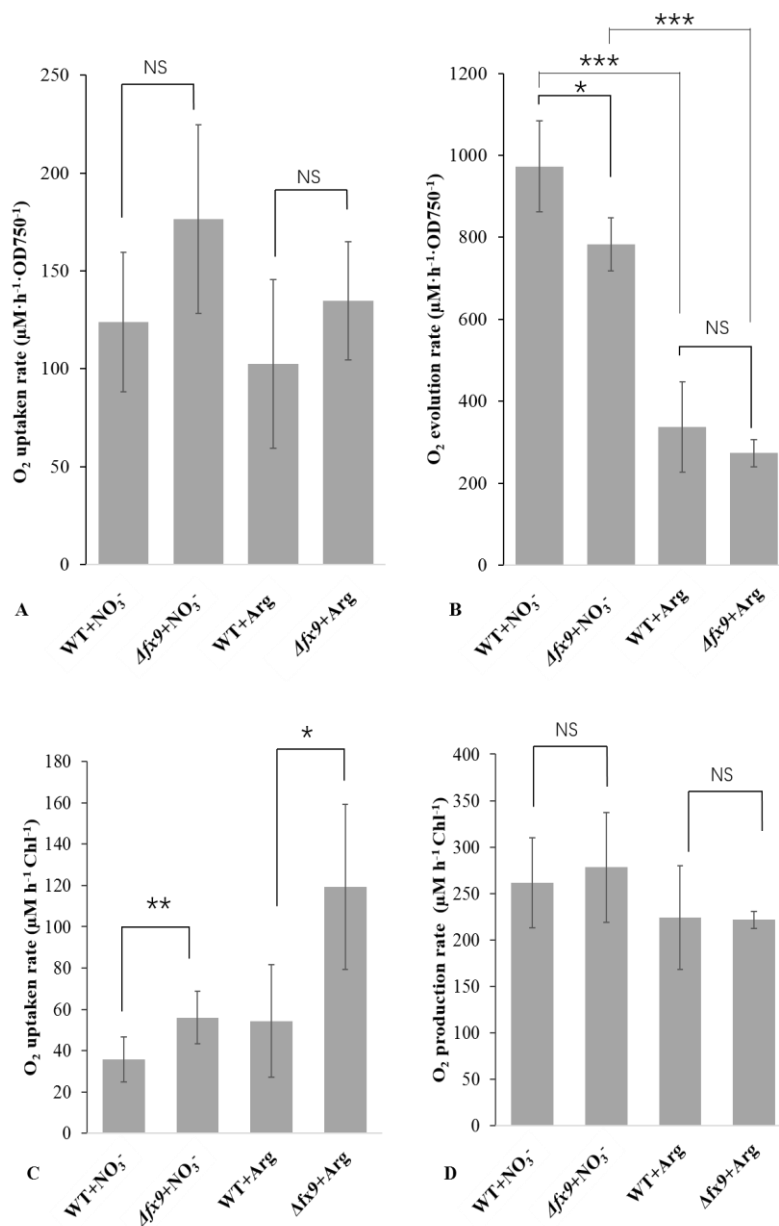 NS
NS
250
200
150
100
50
0
O₂ uptaken rate (μM·h⁻¹·OD750⁻¹)
WT+NO₃⁻
Δfx9+NO₃⁻
WT+Arg
Δfx9+Arg
A
***
***
*
NS
1200
1000
800
600
400
200
0
O₂ evolution rate (μM·h⁻¹·OD750⁻¹)
WT+NO₃⁻
Δfx9+NO₃⁻
WT+Arg
Δfx9+Arg
B
*
**
180
160
140
120
100
80
60
40
20
0
O₂ uptaken rate (μM h⁻¹ Chl⁻¹)
WT+NO₃⁻
Δfx9+NO₃⁻
WT+Arg
Δfx9+Arg
C
NS
NS
400
350
300
250
200
150
100
50
0
O₂ production rate (μM h⁻¹ Chl⁻¹)
WT+NO₃⁻
Δfx9+NO₃⁻
WT+Arg
Δfx9+Arg
D